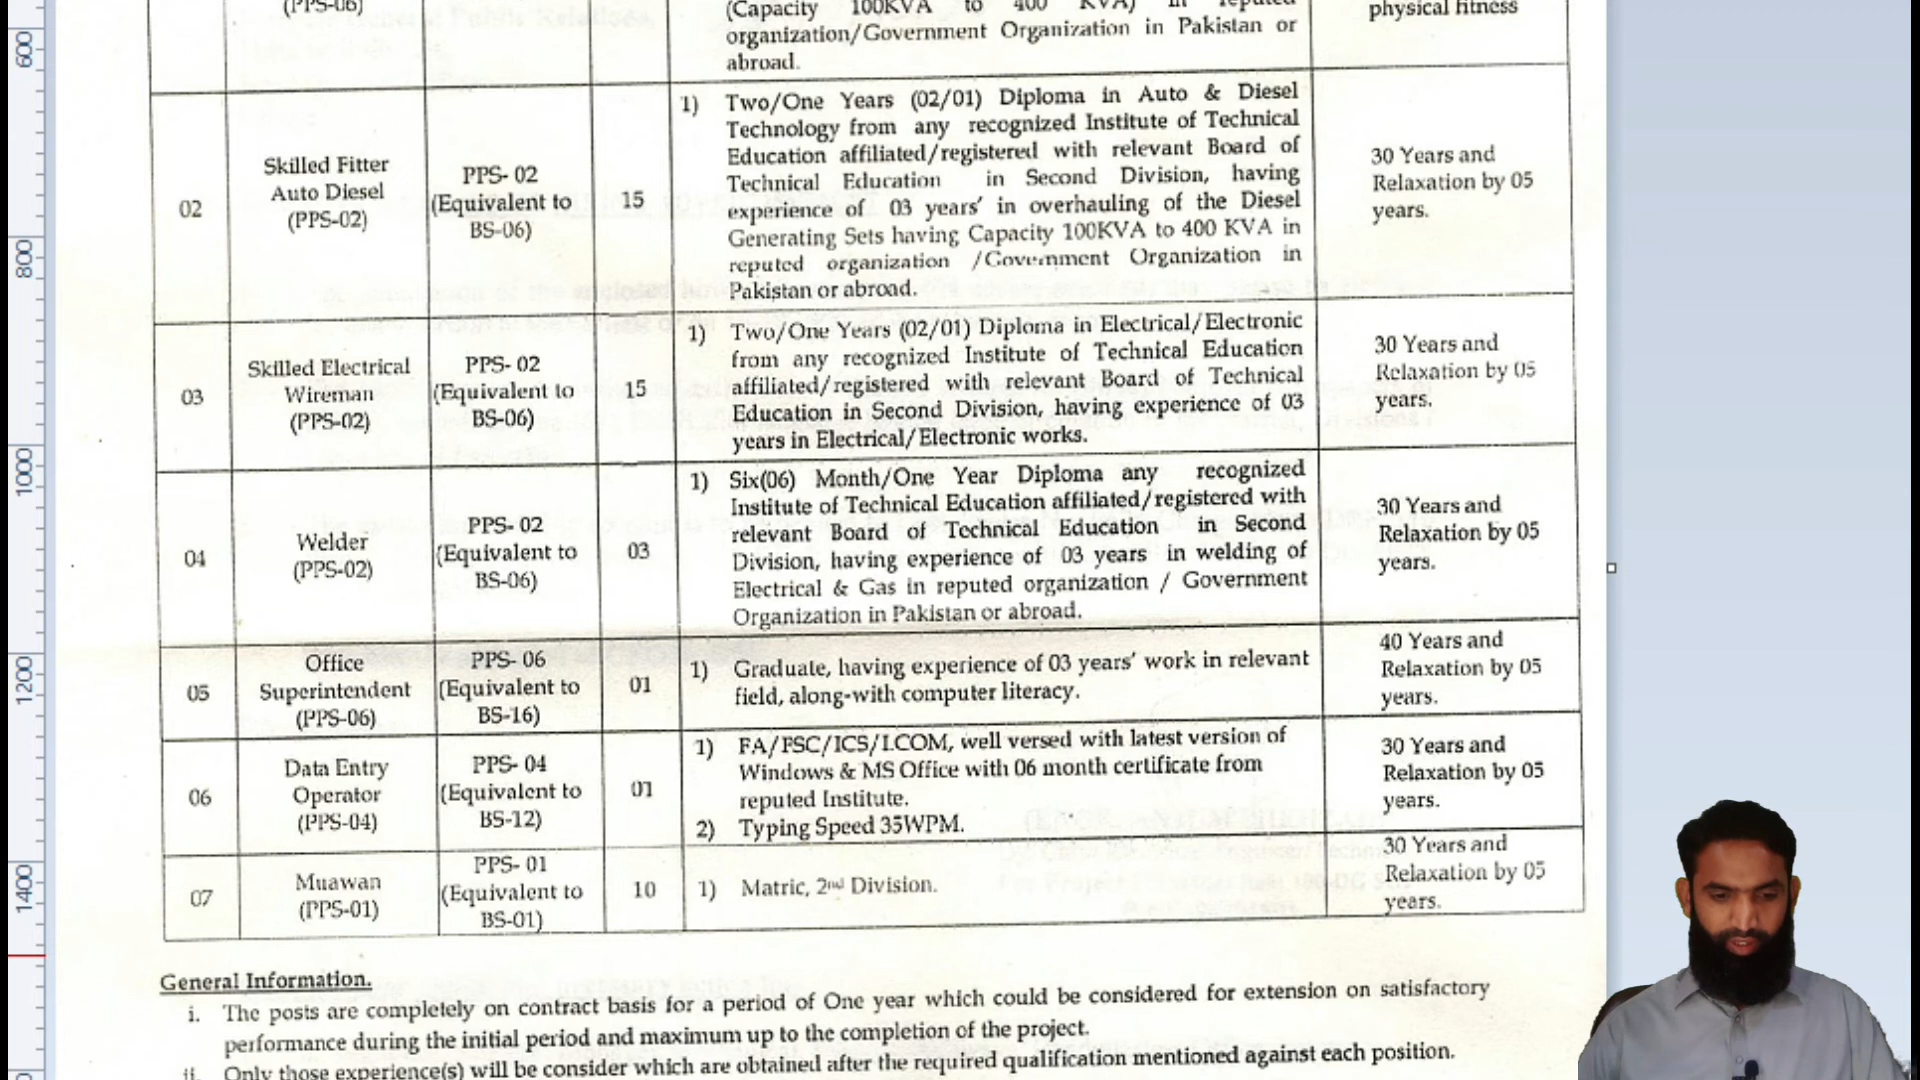 600
800
1000
1200
1400
(PPS-06)
(Capacity 100KVA to 400 KVA) in reputed
organization/Government Organization in Pakistan or
abroad.
physical fitness
02
Skilled Fitter
Auto Diesel
(PPS-02)
PPS- 02
(Equivalent to
BS-06)
15
1) Two/One Years (02/01) Diploma in Auto & Diesel
Technology from any recognized Institute of Technical
Education affiliated/registered with relevant Board of
Technical Education in Second Division, having
experience of 03 years' in overhauling of the Diesel
Generating Sets having Capacity 100KVA to 400 KVA in
reputed organization /Government Organization in
Pakistan or abroad.
30 Years and
Relaxation by 05
years.
03
Skilled Electrical
Wireman
(PPS-02)
PPS- 02
(Equivalent to
BS-06)
15
1) Two/One Years (02/01) Diploma in Electrical/Electronic
from any recognized Institute of Technical Education
affiliated/registered with relevant Board of Technical
Education in Second Division, having experience of 03
years in Electrical/Electronic works.
30 Years and
Relaxation by 05
years.
04
Welder
(PPS-02)
PPS- 02
(Equivalent to
BS-06)
03
1) Six(06) Month/One Year Diploma any recognized
Institute of Technical Education affiliated/registered with
relevant Board of Technical Education in Second
Division, having experience of 03 years in welding of
Electrical & Gas in reputed organization / Government
Organization in Pakistan or abroad.
30 Years and
Relaxation by 05
years.
05
Office
Superintendent
(PPS-06)
PPS- 06
(Equivalent to
BS-16)
01
1) Graduate, having experience of 03 years' work in relevant
field, along-with computer literacy.
40 Years and
Relaxation by 05
years.
06
Data Entry
Operator
(PPS-04)
PPS- 04
(Equivalent to
BS-12)
01
1) FA/FSC/ICS/I.COM, well versed with latest version of
Windows & MS Office with 06 month certificate from
reputed Institute.
2) Typing Speed 35WPM.
30 Years and
Relaxation by 05
years.
07
Muawan
(PPS-01)
PPS- 01
(Equivalent to
BS-01)
10
1) Matric, 2nd Division.
30 Years and
Relaxation by 05
years.
General Information.
i. The posts are completely on contract basis for a period of One year which could be considered for extension on satisfactory
performance during the initial period and maximum up to the completion of the project.
ii. Only those experience(s) will be consider which are obtained after the required qualification mentioned against each position.